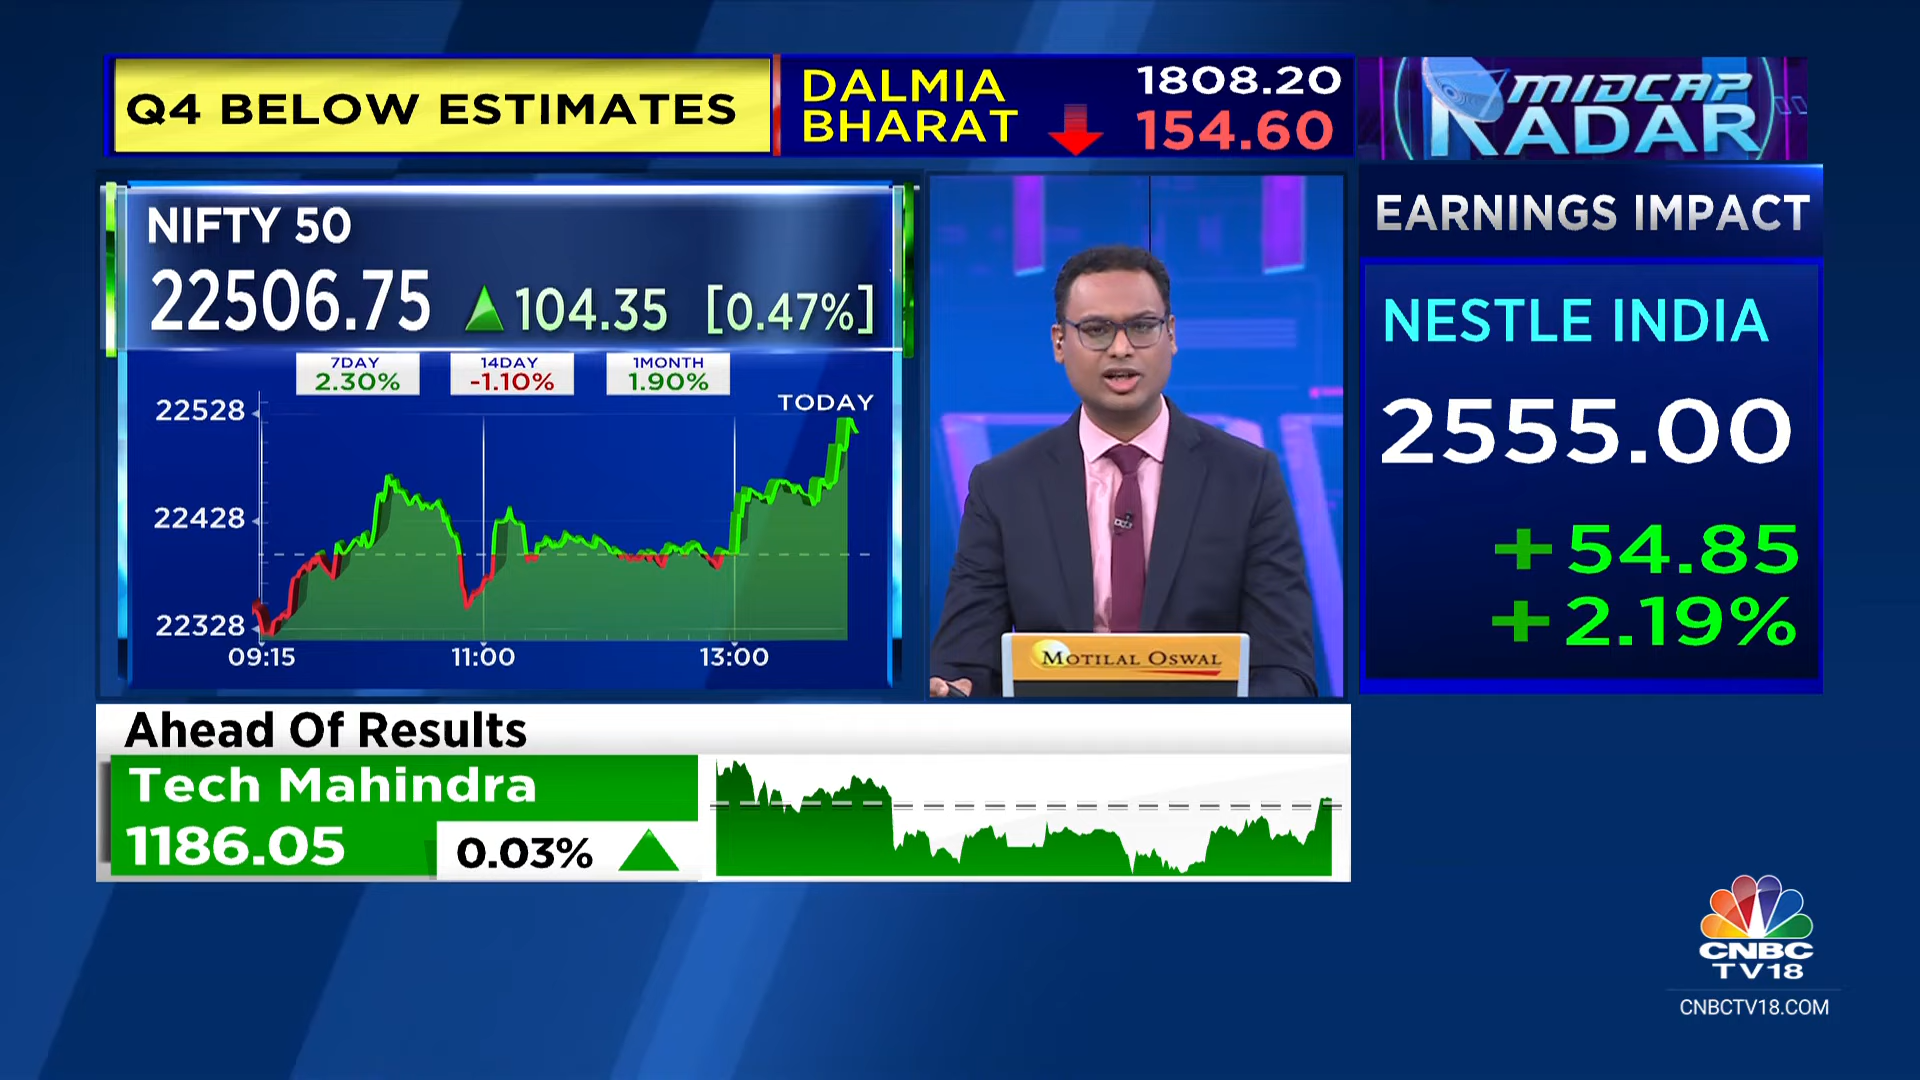 Q4 BELOW ESTIMATES
DALMIA
BHARAT
1808.20
154.60
MIDCAP
RADAR
NIFTY 50
22506.75 104.35 [0.47%]
7DAY
2.30%
14DAY
-1.10%
1MONTH
1.90%
TODAY
22528
22428
22328
09:15 11:00 13:00
MOTILAL OSWAL
EARNINGS IMPACT
NESTLE INDIA
2555.00
+54.85
+2.19%
Ahead Of Results
Tech Mahindra
1186.05
0.03%
CNBC
TV18
CNBCTV18.COM